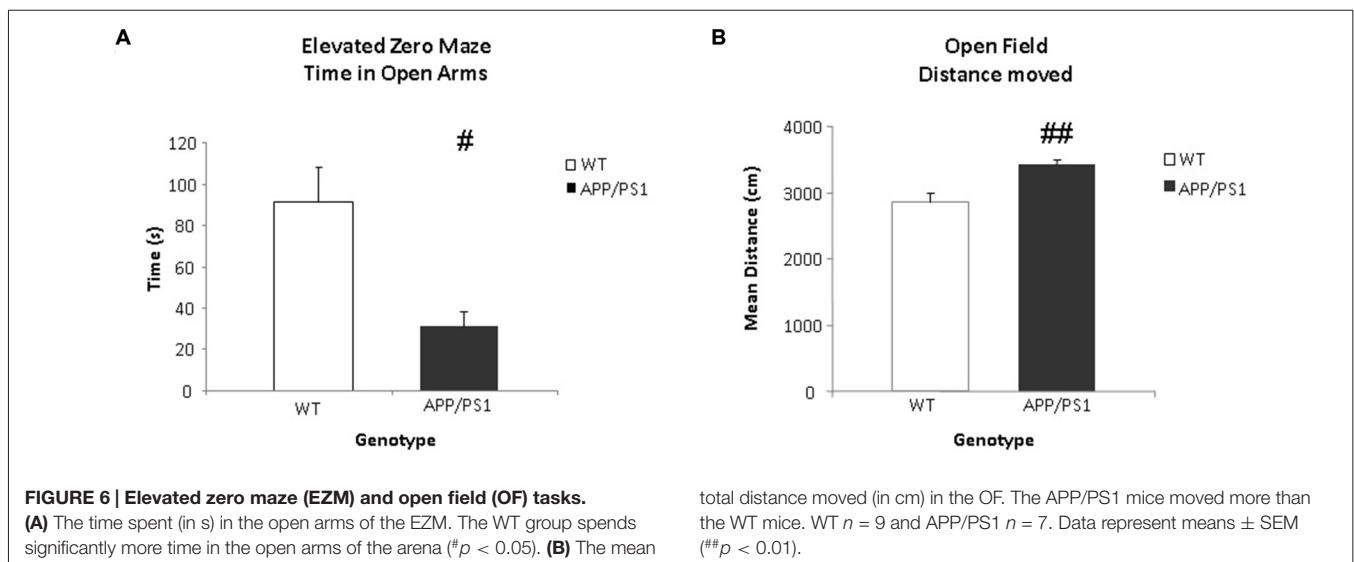 A
Elevated Zero Maze
Time in Open Arms
120
100
80
60
40
20
0
Time (s)
#
WT
APP/PS1
WT
APP/PS1
Genotype
B
Open Field
Distance moved
4000
3000
2000
1000
0
Mean Distance (cm)
##
WT
APP/PS1
WT
APP/PS1
Genotype
FIGURE 6 | Elevated zero maze (EZM) and open field (OF) tasks.
(A) The time spent (in s) in the open arms of the EZM. The WT group spends
significantly more time in the open arms of the arena (#p < 0.05). (B) The mean
total distance moved (in cm) in the OF. The APP/PS1 mice moved more than
the WT mice. WT n = 9 and APP/PS1 n = 7. Data represent means ± SEM
(##p < 0.01).